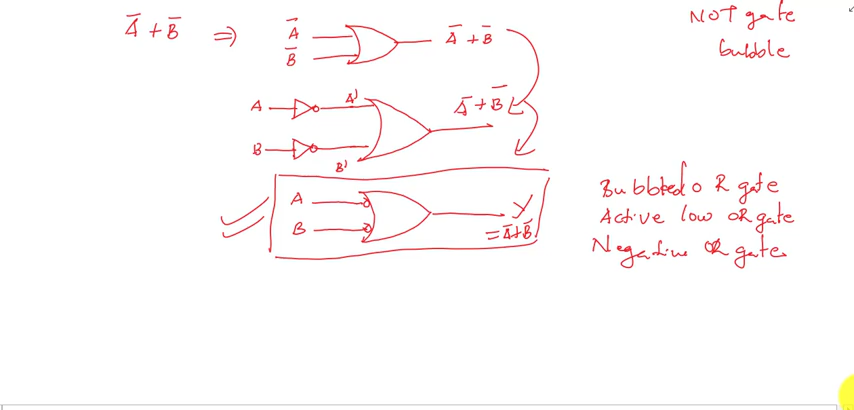 A̅ + B̅ ⇒
A̅
B̅
A̅ + B̅
NOT gate
bubble
A
A'
B
B'
A̅ + B̅
A
B
Y
= A̅+B̅
Bubbled OR gate
Active low OR gate
Negative OR gate